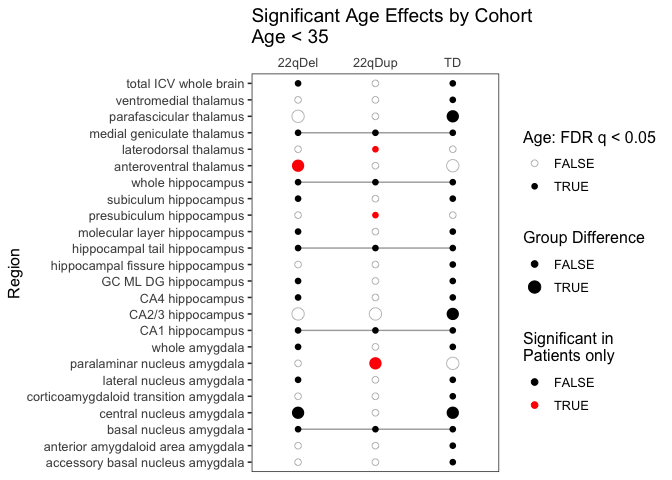 Significant Age Effects by Cohort
Age < 35
22qDel 22qDup TD
total ICV whole brain
ventromedial thalamus
parafascicular thalamus
medial geniculate thalamus
laterodorsal thalamus
anteroventral thalamus
whole hippocampus
subiculum hippocampus
presubiculum hippocampus
molecular layer hippocampus
hippocampal tail hippocampus
hippocampal fissure hippocampus
GC ML DG hippocampus
CA4 hippocampus
CA2/3 hippocampus
CA1 hippocampus
whole amygdala
paralaminar nucleus amygdala
lateral nucleus amygdala
corticoamygdaloid transition amygdala
central nucleus amygdala
basal nucleus amygdala
anterior amygdaloid area amygdala
accessory basal nucleus amygdala
Region
Age: FDR q < 0.05
FALSE
TRUE
Group Difference
FALSE
TRUE
Significant in
Patients only
FALSE
TRUE